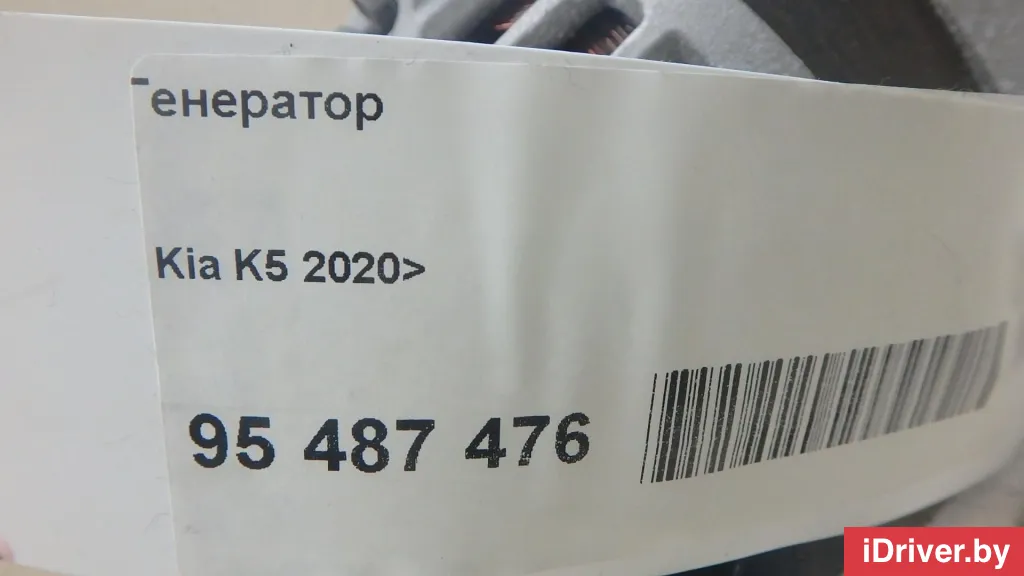 Генератор
Kia K5 2020>
95 487 476
iDriver.by